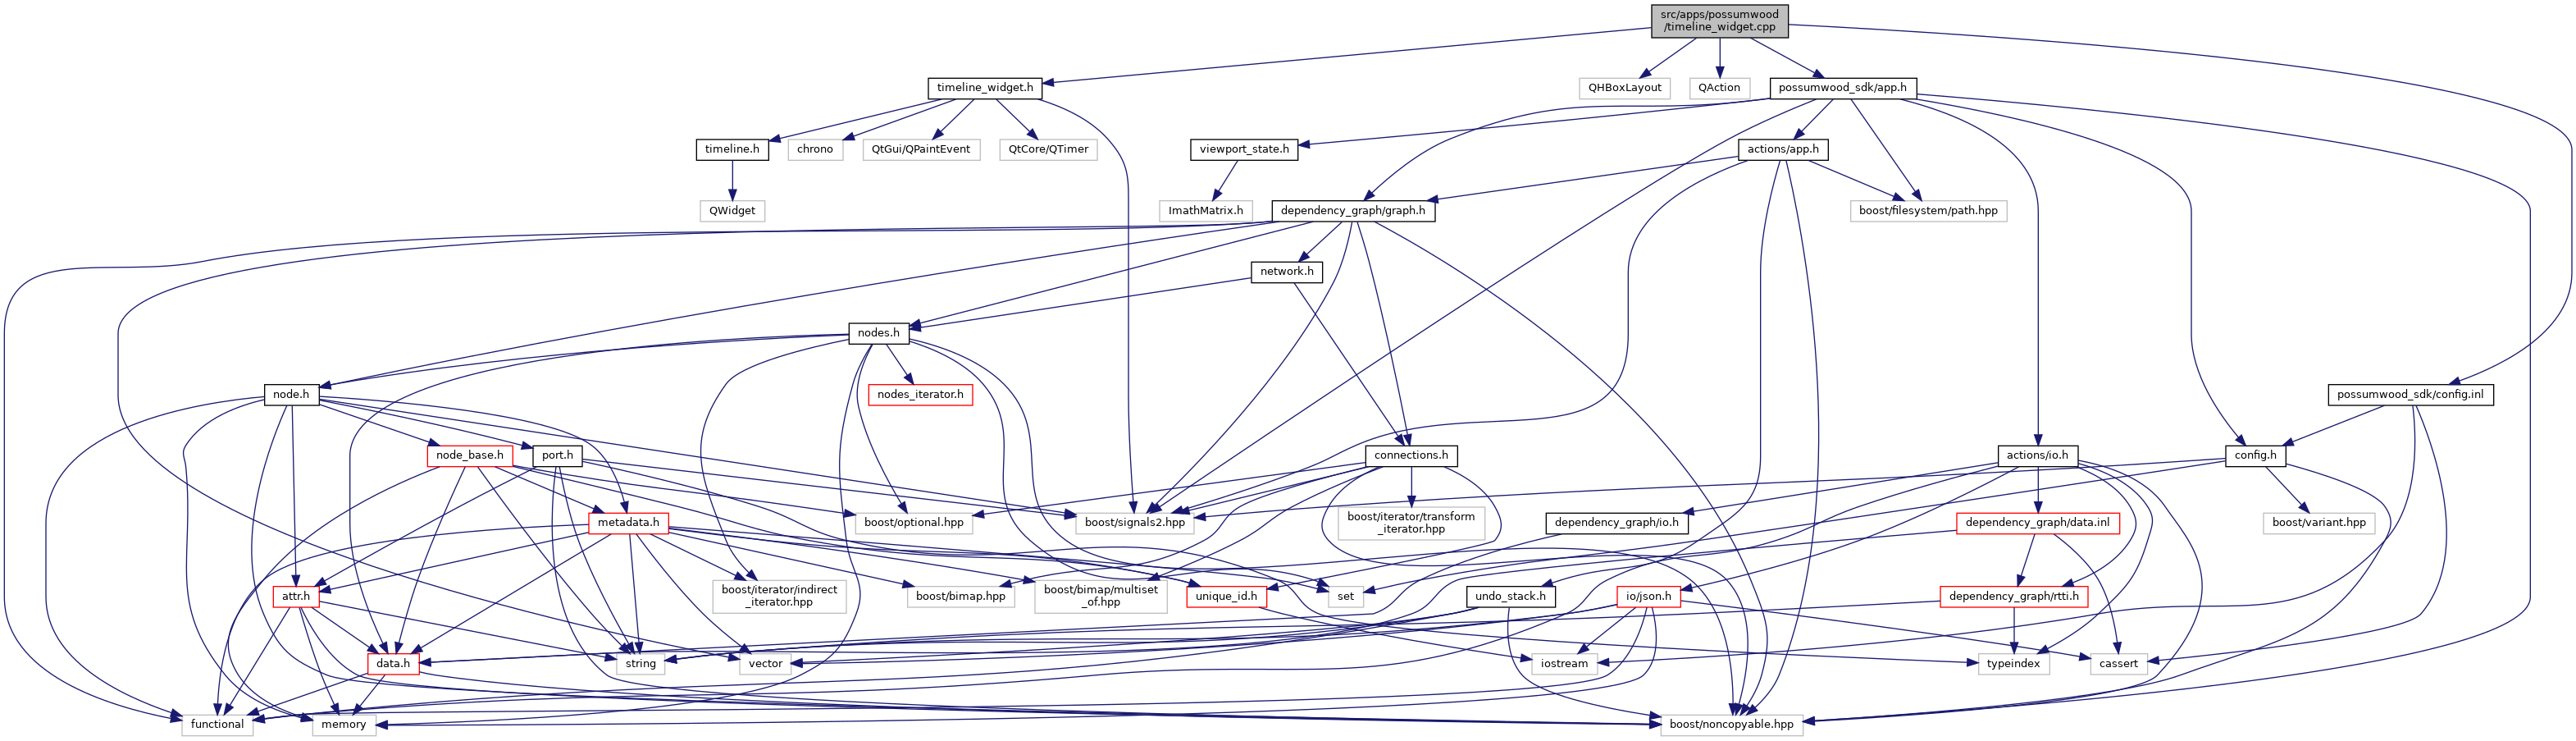 src/apps/possumwood
/timeline_widget.cpp
timeline_widget.h
QHBoxLayout
QAction
possumwood_sdk/app.h
timeline.h
chrono
QtGui/QPaintEvent
QtCore/QTimer
viewport_state.h
actions/app.h
QWidget
ImathMatrix.h
dependency_graph/graph.h
boost/filesystem/path.hpp
network.h
nodes.h
node.h
nodes_iterator.h
possumwood_sdk/config.inl
node_base.h
port.h
connections.h
actions/io.h
config.h
metadata.h
boost/optional.hpp
boost/signals2.hpp
boost/iterator/transform
_iterator.hpp
dependency_graph/io.h
dependency_graph/data.inl
boost/variant.hpp
attr.h
boost/iterator/indirect
_iterator.hpp
boost/bimap.hpp
boost/bimap/multiset
_of.hpp
unique_id.h
set
undo_stack.h
io/json.h
dependency_graph/rtti.h
data.h
string
vector
iostream
typeindex
cassert
functional
memory
boost/noncopyable.hpp